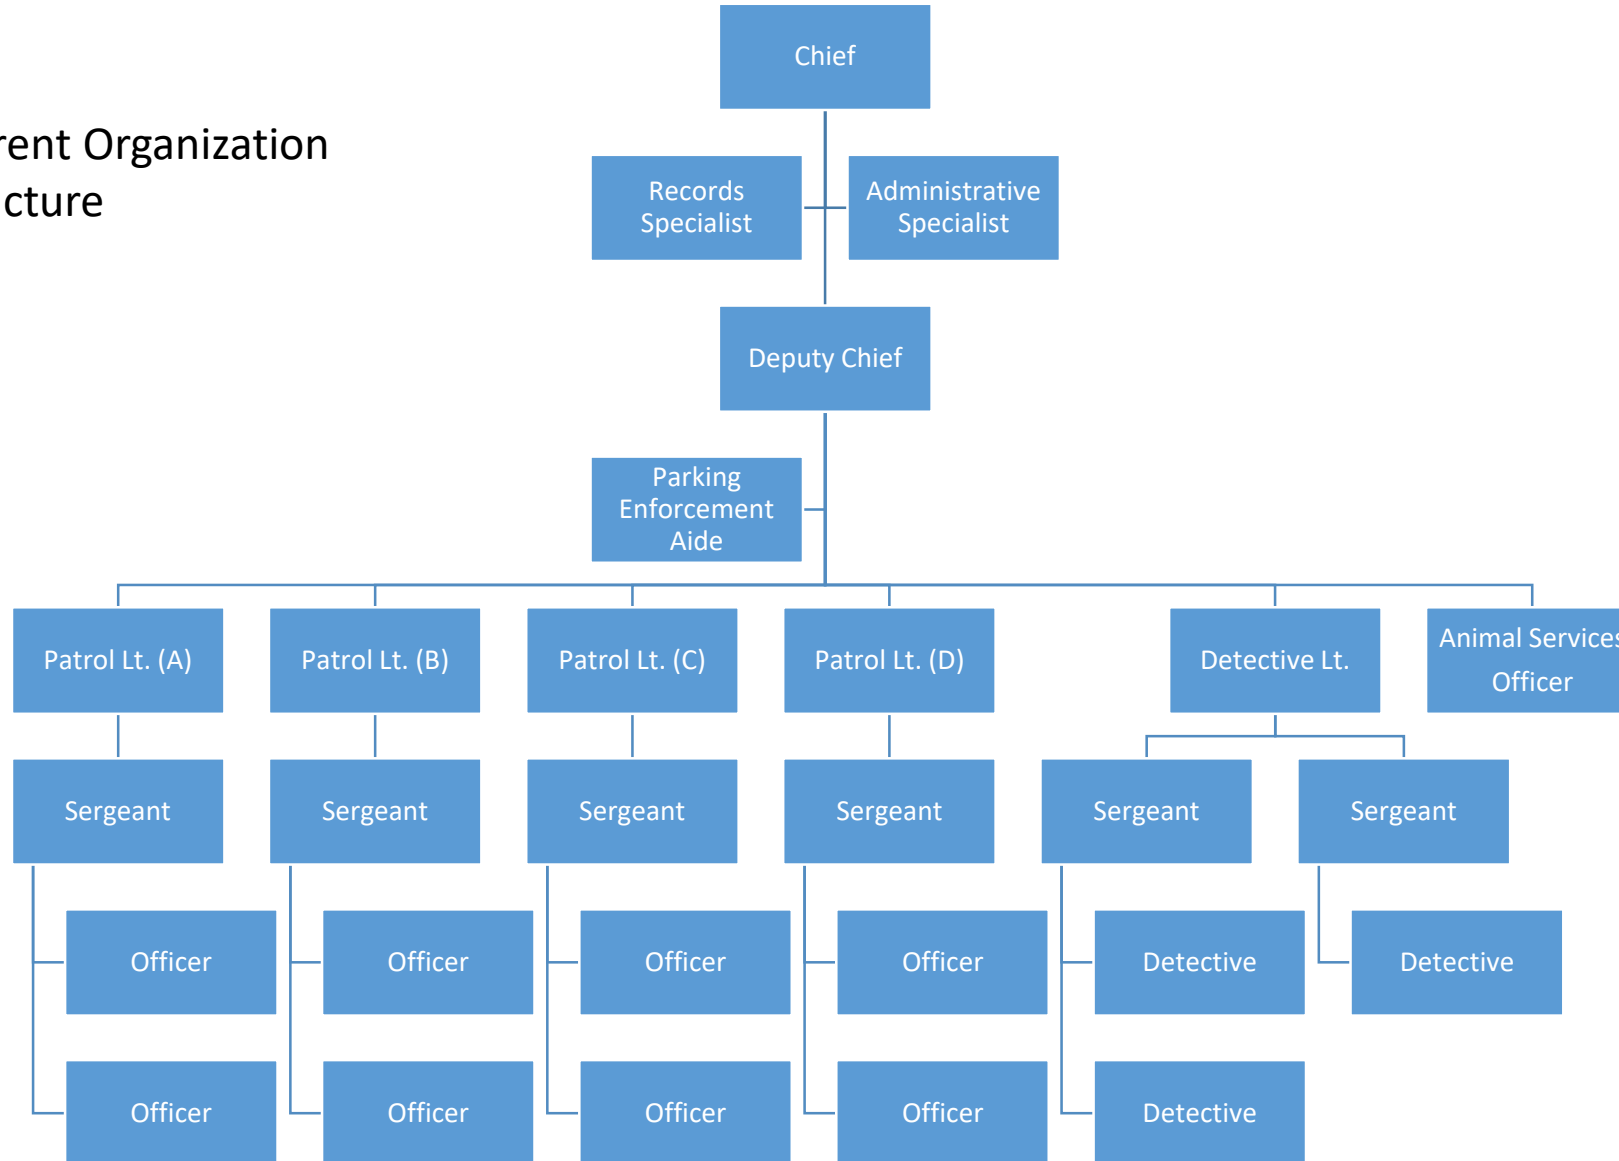 Chief
rent Organization
cture
Records
Specialist
Administrative
Specialist
Deputy Chief
Parking
Enforcement
Aide
Patrol Lt. (A)
Patrol Lt. (B)
Patrol Lt. (C)
Patrol Lt. (D)
Detective Lt.
Animal Services
Officer
Sergeant
Sergeant
Sergeant
Sergeant
Sergeant
Sergeant
Officer
Officer
Officer
Officer
Detective
Detective
Officer
Officer
Officer
Officer
Detective